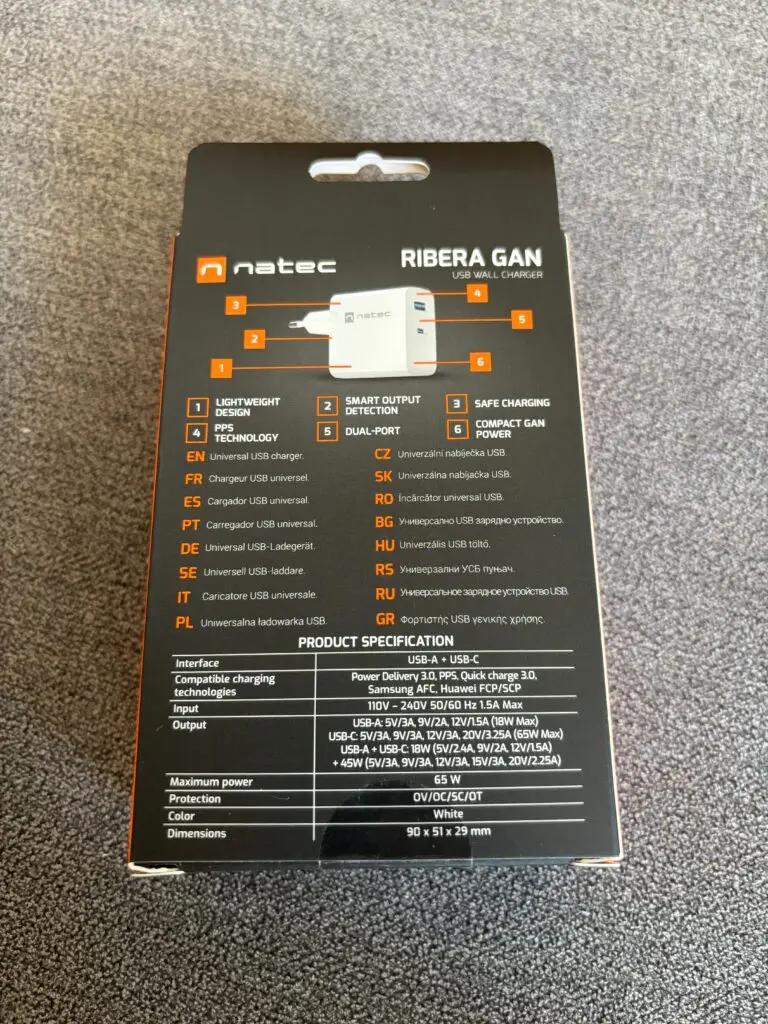 natec
RIBERA GAN
USB WALL CHARGER
3
4
natec
5
2
1
6
1 LIGHTWEIGHT DESIGN
2 SMART OUTPUT DETECTION
3 SAFE CHARGING
4 PPS TECHNOLOGY
5 DUAL-PORT
6 COMPACT GAN POWER
EN Universal USB charger.
FR Chargeur USB universel.
ES Cargador USB universal.
PT Carregador USB universal.
DE Universal USB-Ladegerät.
SE Universell USB-laddare.
IT Caricatore USB universale.
PL Uniwersalna ładowarka USB.
CZ Univerzální nabíječka USB.
SK Univerzálna nabíjačka USB.
RO Încărcător universal USB.
BG Универсално USB зарядно устройство.
HU Univerzális USB töltő.
RS Универзални УСБ пуњач.
RU Универсальное зарядное устройство USB.
GR Φορτιστής USB γενικής χρήσης.
PRODUCT SPECIFICATION
Interface USB-A + USB-C
Compatible charging technologies Power Delivery 3.0, PPS, Quick charge 3.0,
Samsung AFC, Huawei FCP/SCP
Input 110V – 240V 50/60 Hz 1.5A Max
Output USB-A: 5V/3A, 9V/2A, 12V/1.5A (18W Max)
USB-C: 5V/3A, 9V/3A, 12V/3A, 20V/3.25A (65W Max)
USB-A + USB-C: 18W (5V/2.4A, 9V/2A, 12V/1.5A)
+ 45W (5V/3A, 9V/3A, 12V/3A, 15V/3A, 20V/2.25A)
Maximum power 65 W
Protection OV/OC/SC/OT
Color White
Dimensions 90 x 51 x 29 mm